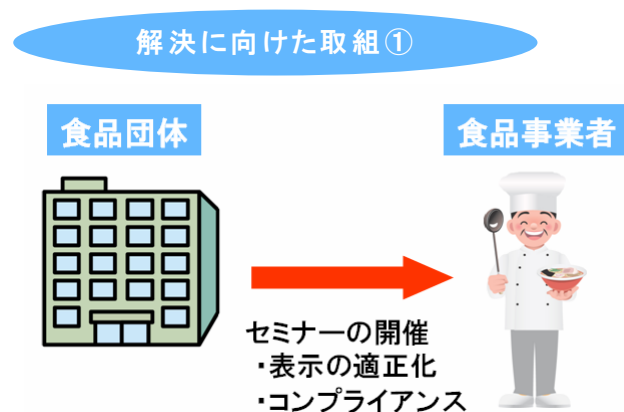 解決に向けた取組①
食品団体
食品事業者
セミナーの開催
・表示の適正化
・コンプライアンス